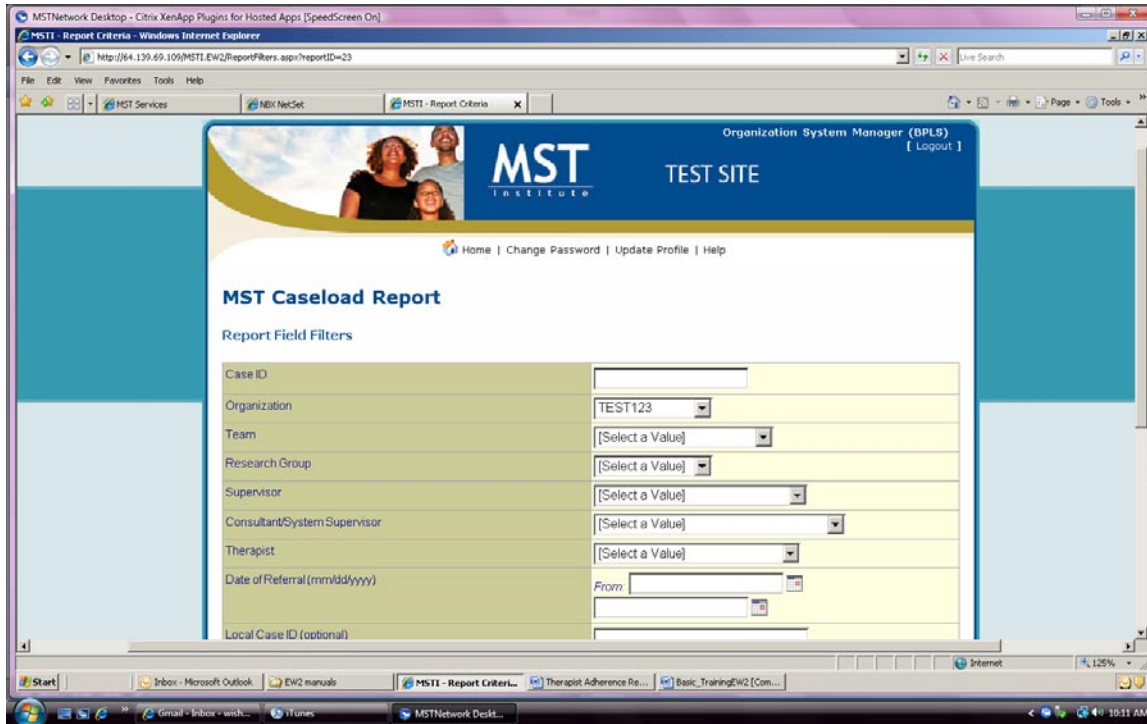 MSTNetwork Desktop - Citrix XenApp Plugins for Hosted Apps [SpeedScreen On]
MSTI - Report Criteria - Windows Internet Explorer
http://64.139.69.109/MSTI.EW2/ReportFilters.aspx?reportID=23
Live Search
File Edit View Favorites Tools Help
MST Services
NBX NetSet
MSTI - Report Criteria
Page
Tools
Organization System Manager (BPLS)
[ Logout ]
MST
Institute
TEST SITE
Home | Change Password | Update Profile | Help
MST Caseload Report
Report Field Filters
Case ID
Organization TEST123
Team [Select a Value]
Research Group [Select a Value]
Supervisor [Select a Value]
Consultant/System Supervisor [Select a Value]
Therapist [Select a Value]
Date of Referral (mm/dd/yyyy) From:
Local Case ID (optional)
Internet 125%
Start
Inbox - Microsoft Outlook
EW2 manuals
MSTI - Report Criteri...
Therapist Adherence Re...
Basic_TrainingEW2 [Com...
Gmail - Inbox - wish...
iTunes
MSTNetwork Deskt...
10:11 AM